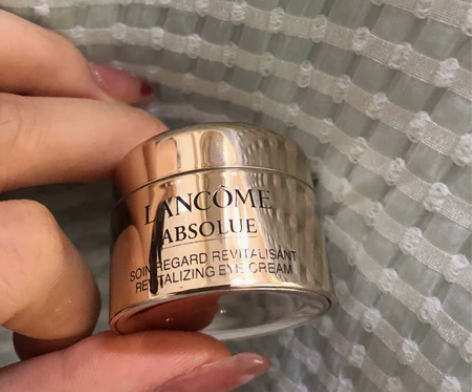 LANCÔME
ABSOLUE
SOIN REGARD REVITALISANT
REVITALIZING EYE CREAM